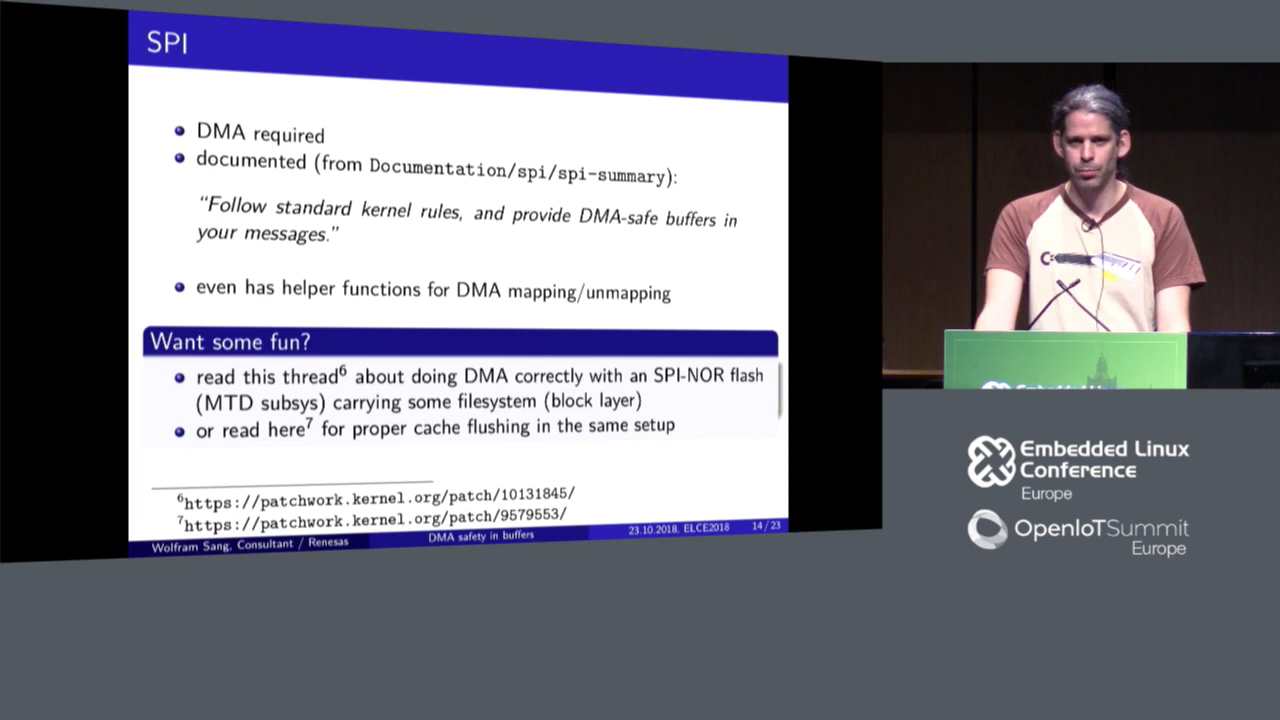 SPI
DMA required
documented (from Documentation/spi/spi-summary):
“Follow standard kernel rules, and provide DMA-safe buffers in
your messages.”
even has helper functions for DMA mapping/unmapping
Want some fun?
read this thread⁶ about doing DMA correctly with an SPI-NOR flash
(MTD subsys) carrying some filesystem (block layer)
or read here⁷ for proper cache flushing in the same setup
⁶https://patchwork.kernel.org/patch/10131845/
⁷https://patchwork.kernel.org/patch/9579553/
Wolfram Sang, Consultant / Renesas
DMA safety in buffers
23.10.2018, ELCE2018
14 / 23
Embedded Linux
Conference
Europe
OpenIoTSummit
Europe